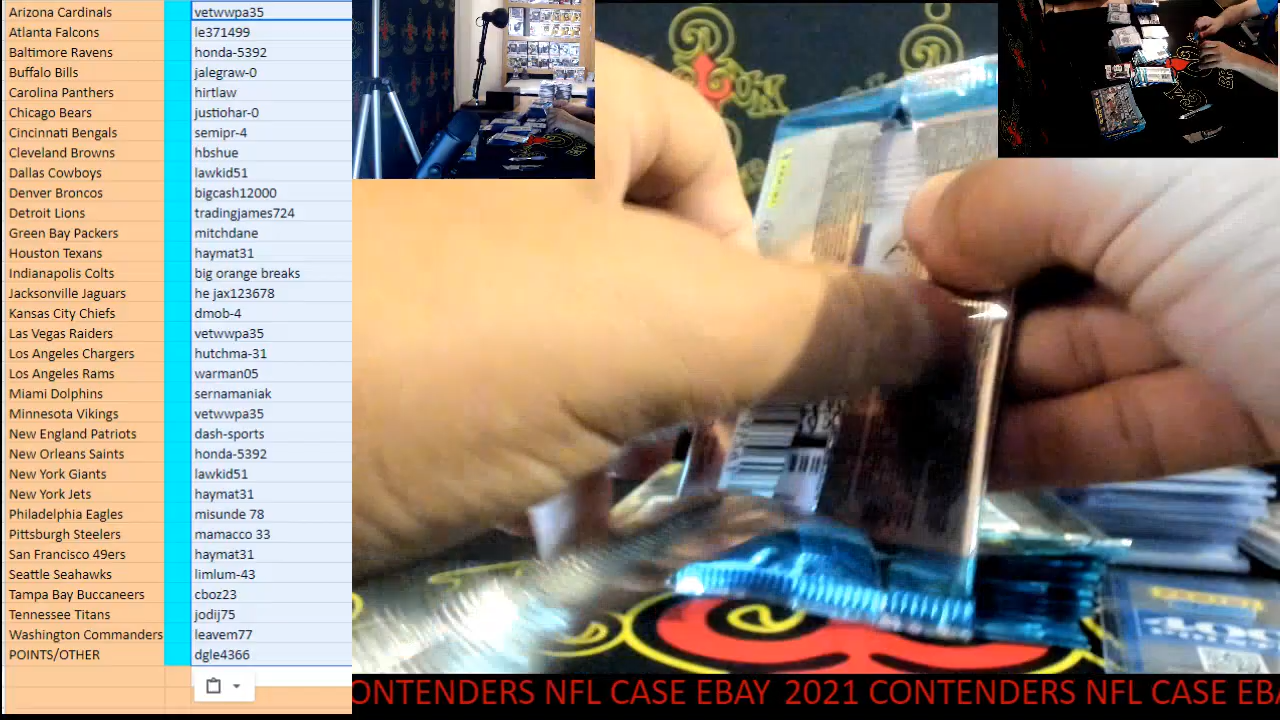 Arizona Cardinals vetwwpa35
Atlanta Falcons le371499
Baltimore Ravens honda-5392
Buffalo Bills jalegraw-0
Carolina Panthers hirtlaw
Chicago Bears justiohar-0
Cincinnati Bengals semipr-4
Cleveland Browns hbshue
Dallas Cowboys lawkid51
Denver Broncos bigcash12000
Detroit Lions tradingjames724
Green Bay Packers mitchdane
Houston Texans haymat31
Indianapolis Colts big orange breaks
Jacksonville Jaguars he jax123678
Kansas City Chiefs dmob-4
Las Vegas Raiders vetwwpa35
Los Angeles Chargers hutchma-31
Los Angeles Rams warman05
Miami Dolphins sernamaniak
Minnesota Vikings vetwwpa35
New England Patriots dash-sports
New Orleans Saints honda-5392
New York Giants lawkid51
New York Jets haymat31
Philadelphia Eagles misunde 78
Pittsburgh Steelers mamacco 33
San Francisco 49ers haymat31
Seattle Seahawks limlum-43
Tampa Bay Buccaneers cboz23
Tennessee Titans jodij75
Washington Commanders leavem77
POINTS/OTHER dgle4366
ONTENDERS NFL CASE EBAY 2021 CONTENDERS NFL CASE EBA